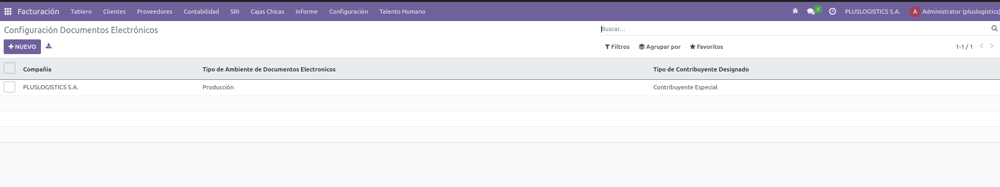 Facturación Tablero Clientes Proveedores Contabilidad SRI Cajas Chicas Informe Configuración Talento Humano 5 PLUSLOGISTICS S.A. A Administrator (pluslogistics)
Configuración Documentos Electrónicos Buscar...
NUEVO Filtros Agrupar por Favoritos 1-1 / 1
Compañia Tipo de Ambiente de Documentos Electronicos Tipo de Contribuyente Designado
PLUSLOGISTICS S.A. Producción Contribuyente Especial